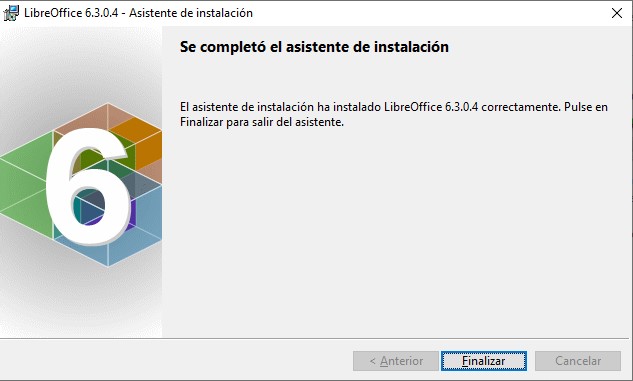 LibreOffice 6.3.0.4 - Asistente de instalación
Se completó el asistente de instalación
El asistente de instalación ha instalado LibreOffice 6.3.0.4 correctamente. Pulse en
Finalizar para salir del asistente.
6
< Anterior
Finalizar
Cancelar